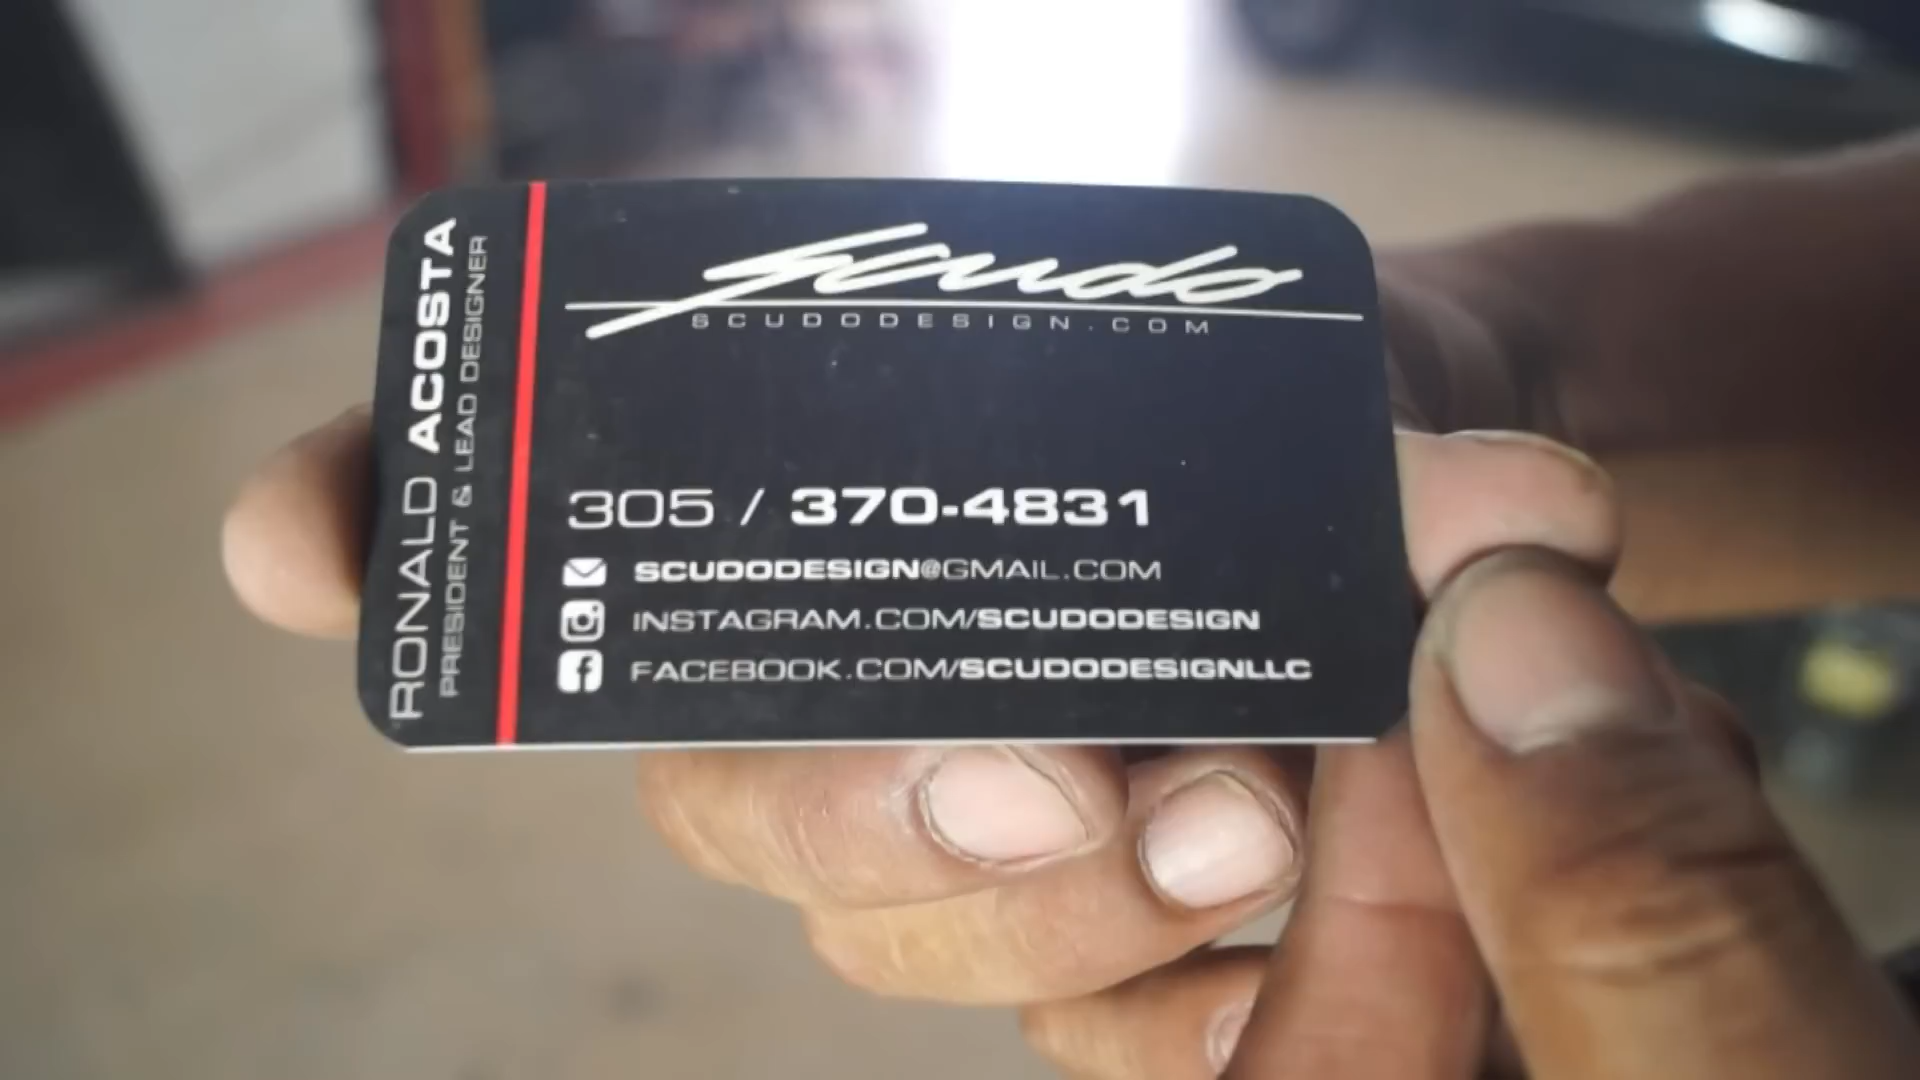 RONALD ACOSTA
PRESIDENT & LEAD DESIGNER
Scudo
SCUDODESIGN.COM
305 / 370-4831
SCUDODESIGN@GMAIL.COM
INSTAGRAM.COM/SCUDODESIGN
FACEBOOK.COM/SCUDODESIGNLLC